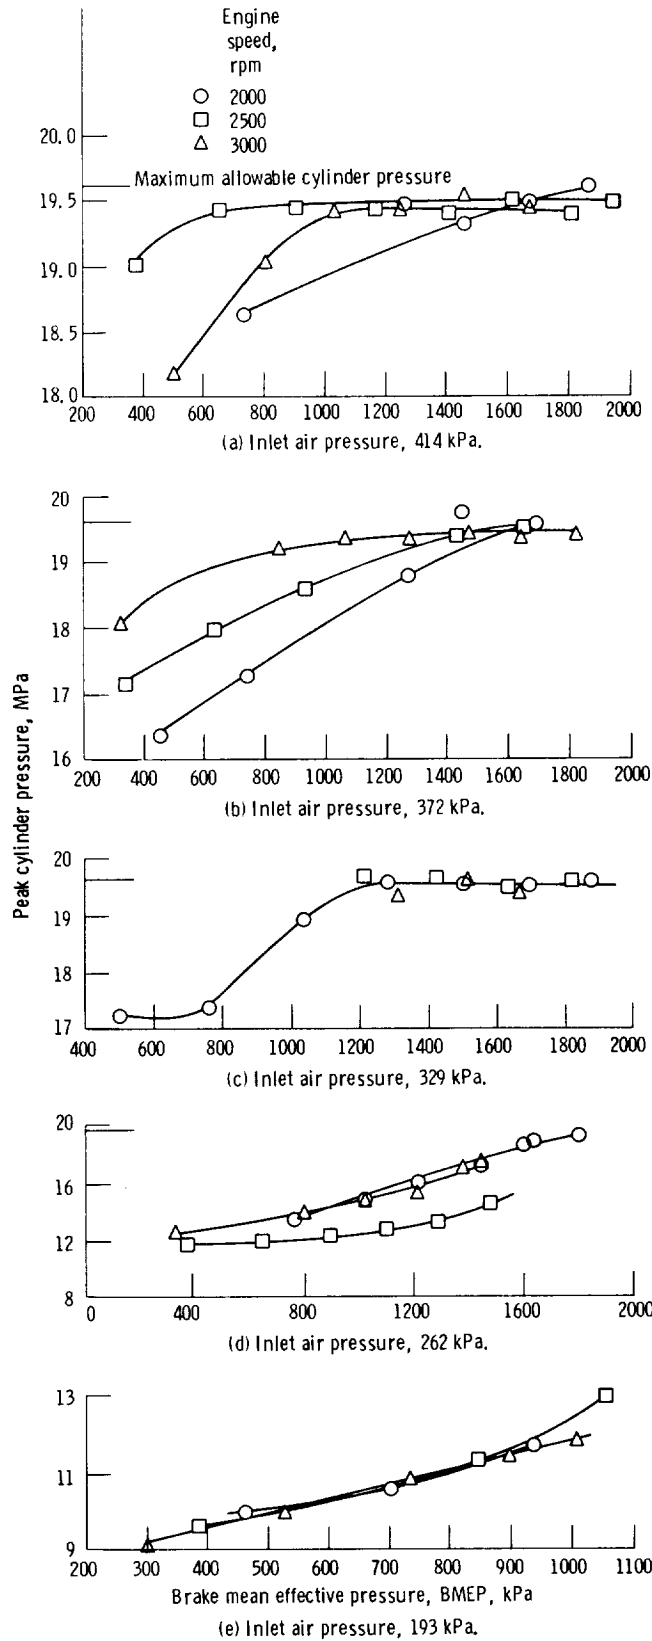 Engine
speed,
rpm
2000
2500
3000
20.0
Maximum allowable cylinder pressure
19.5
19.0
18.5
18.0
200 400 600 800 1000 1200 1400 1600 1800 2000
(a) Inlet air pressure, 414 kPa.
20
19
18
17
16
200 400 600 800 1000 1200 1400 1600 1800 2000
(b) Inlet air pressure, 372 kPa.
Peak cylinder pressure, MPa
20
19
18
17
400 600 800 1000 1200 1400 1600 1800 2000
(c) Inlet air pressure, 329 kPa.
20
16
12
8
0 400 800 1200 1600 2000
(d) Inlet air pressure, 262 kPa.
13
11
9
200 300 400 500 600 700 800 900 1000 1100
Brake mean effective pressure, BMEP, kPa
(e) Inlet air pressure, 193 kPa.